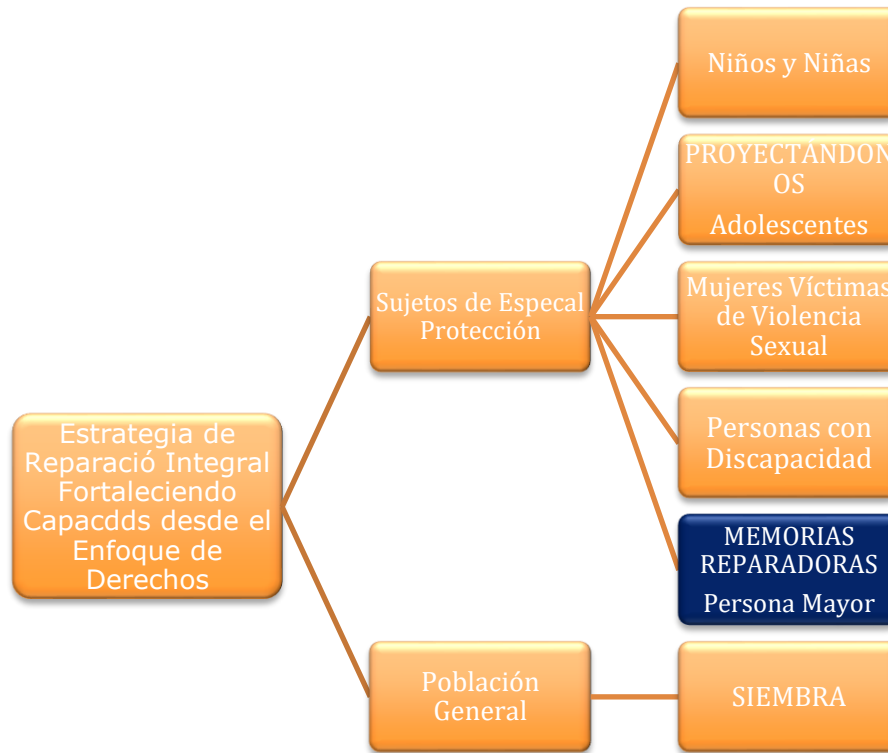 Niños y Niñas
PROYECTANDON
OS
Adolescentes
Mujeres Víctimas
de Violencia
Sexual
Sujetos de Especal
Protección
Personas con
Discapacidad
Estrategia de
Reparació Integral
Fortaleciendo
Capacdds desde el
Enfoque de
Derechos
MEMORIAS
REPARADORAS
Persona Mayor
Población
General
SIEMBRA